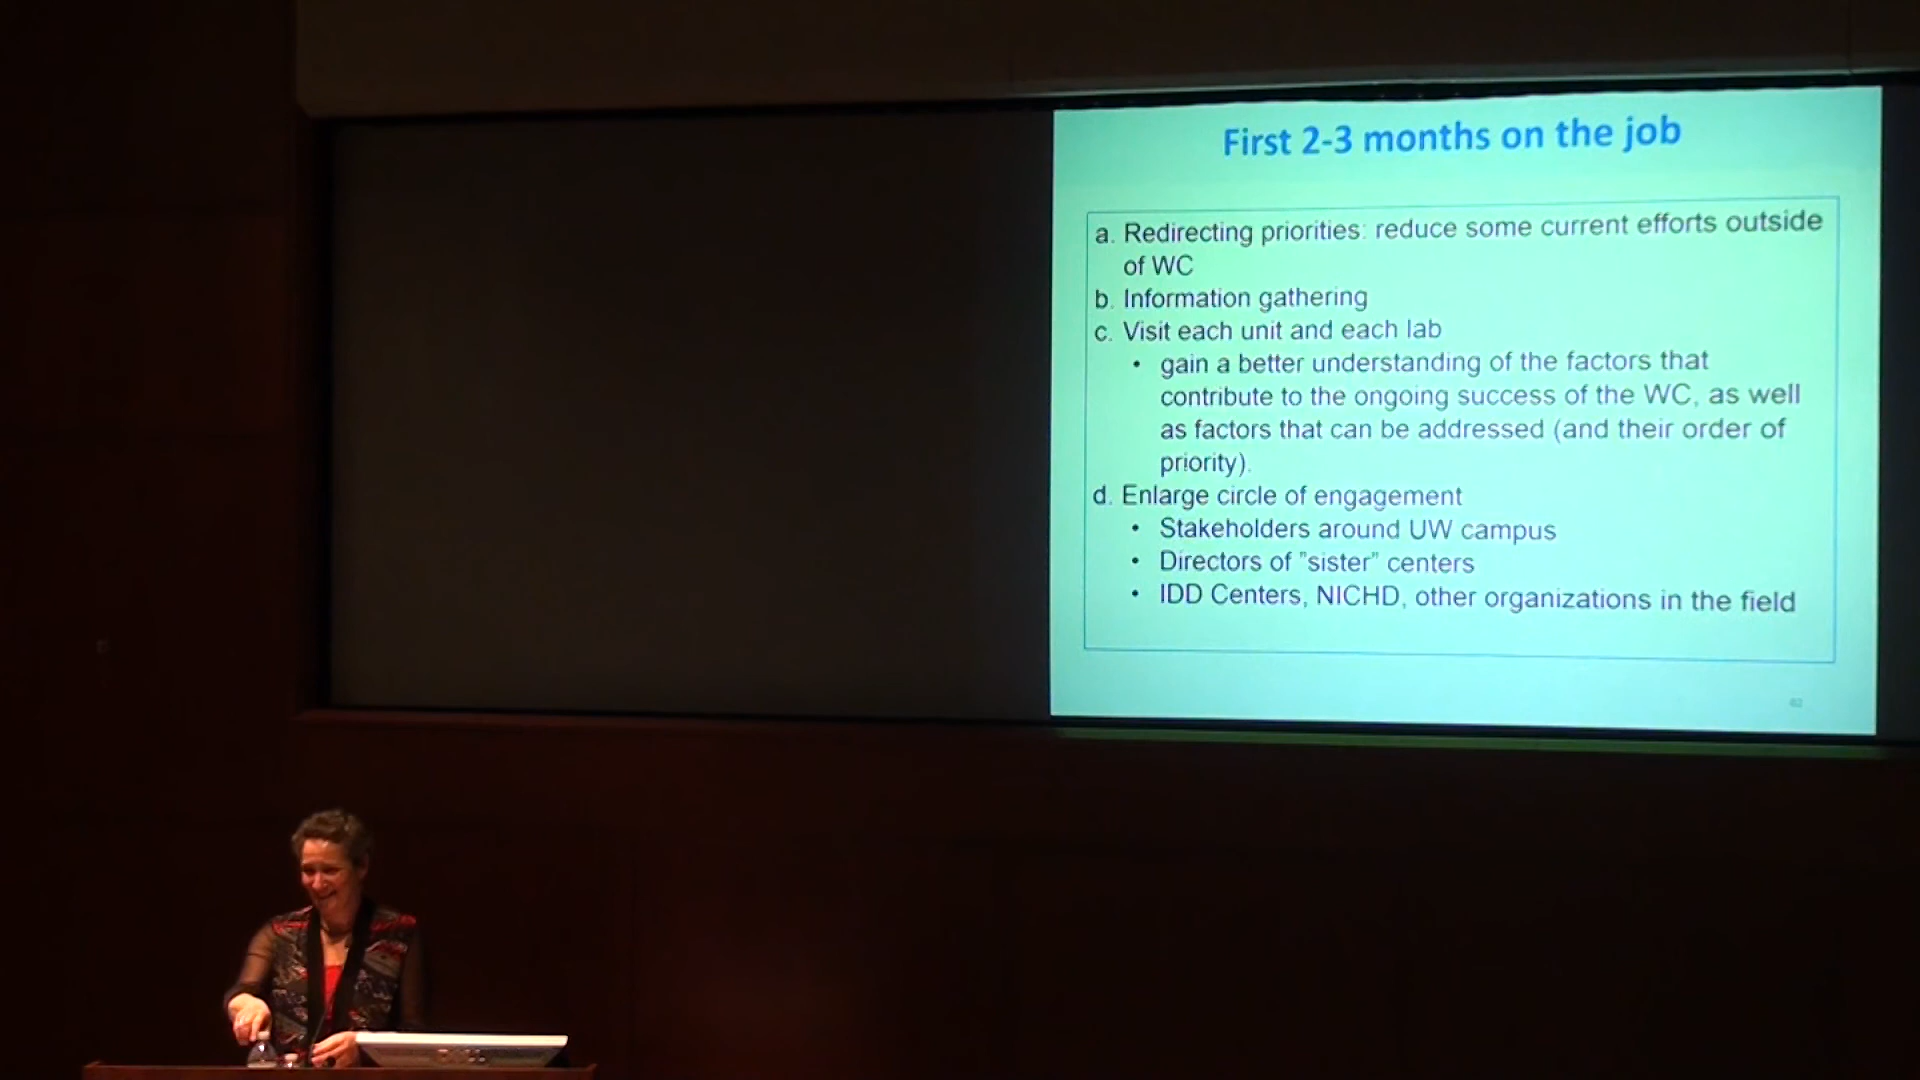 First 2-3 months on the job
a. Redirecting priorities: reduce some current efforts outside
of WC
b. Information gathering
c. Visit each unit and each lab
• gain a better understanding of the factors that
contribute to the ongoing success of the WC, as well
as factors that can be addressed (and their order of
priority).
d. Enlarge circle of engagement
• Stakeholders around UW campus
• Directors of "sister" centers
• IDD Centers, NICHD, other organizations in the field